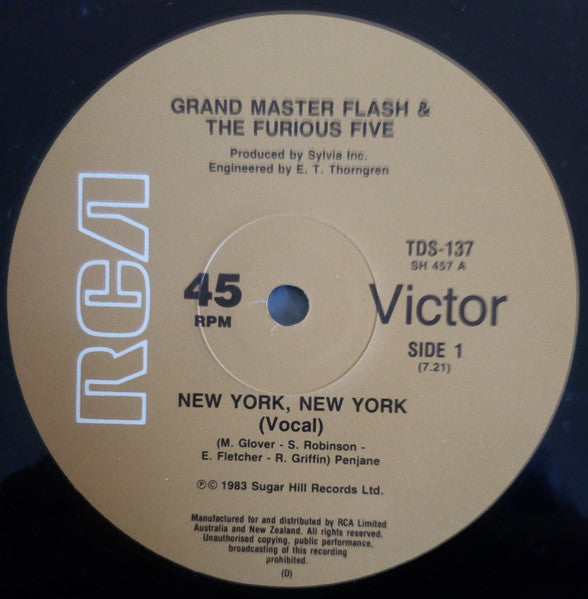 GRAND MASTER FLASH &
THE FURIOUS FIVE
Produced by Sylvia Inc.
Engineered by E. T. Thorngren
RCA
45
RPM
TDS-137
SH 457 A
Victor
SIDE 1
(7.21)
NEW YORK, NEW YORK
(Vocal)
(M. Glover - S. Robinson -
E. Fletcher - R. Griffin) Penjane
℗© 1983 Sugar Hill Records Ltd.
Manufactured for and distributed by RCA Limited
Australia and New Zealand. All rights reserved.
Unauthorised copying, public performance,
broadcasting of this recording
prohibited.
(D)